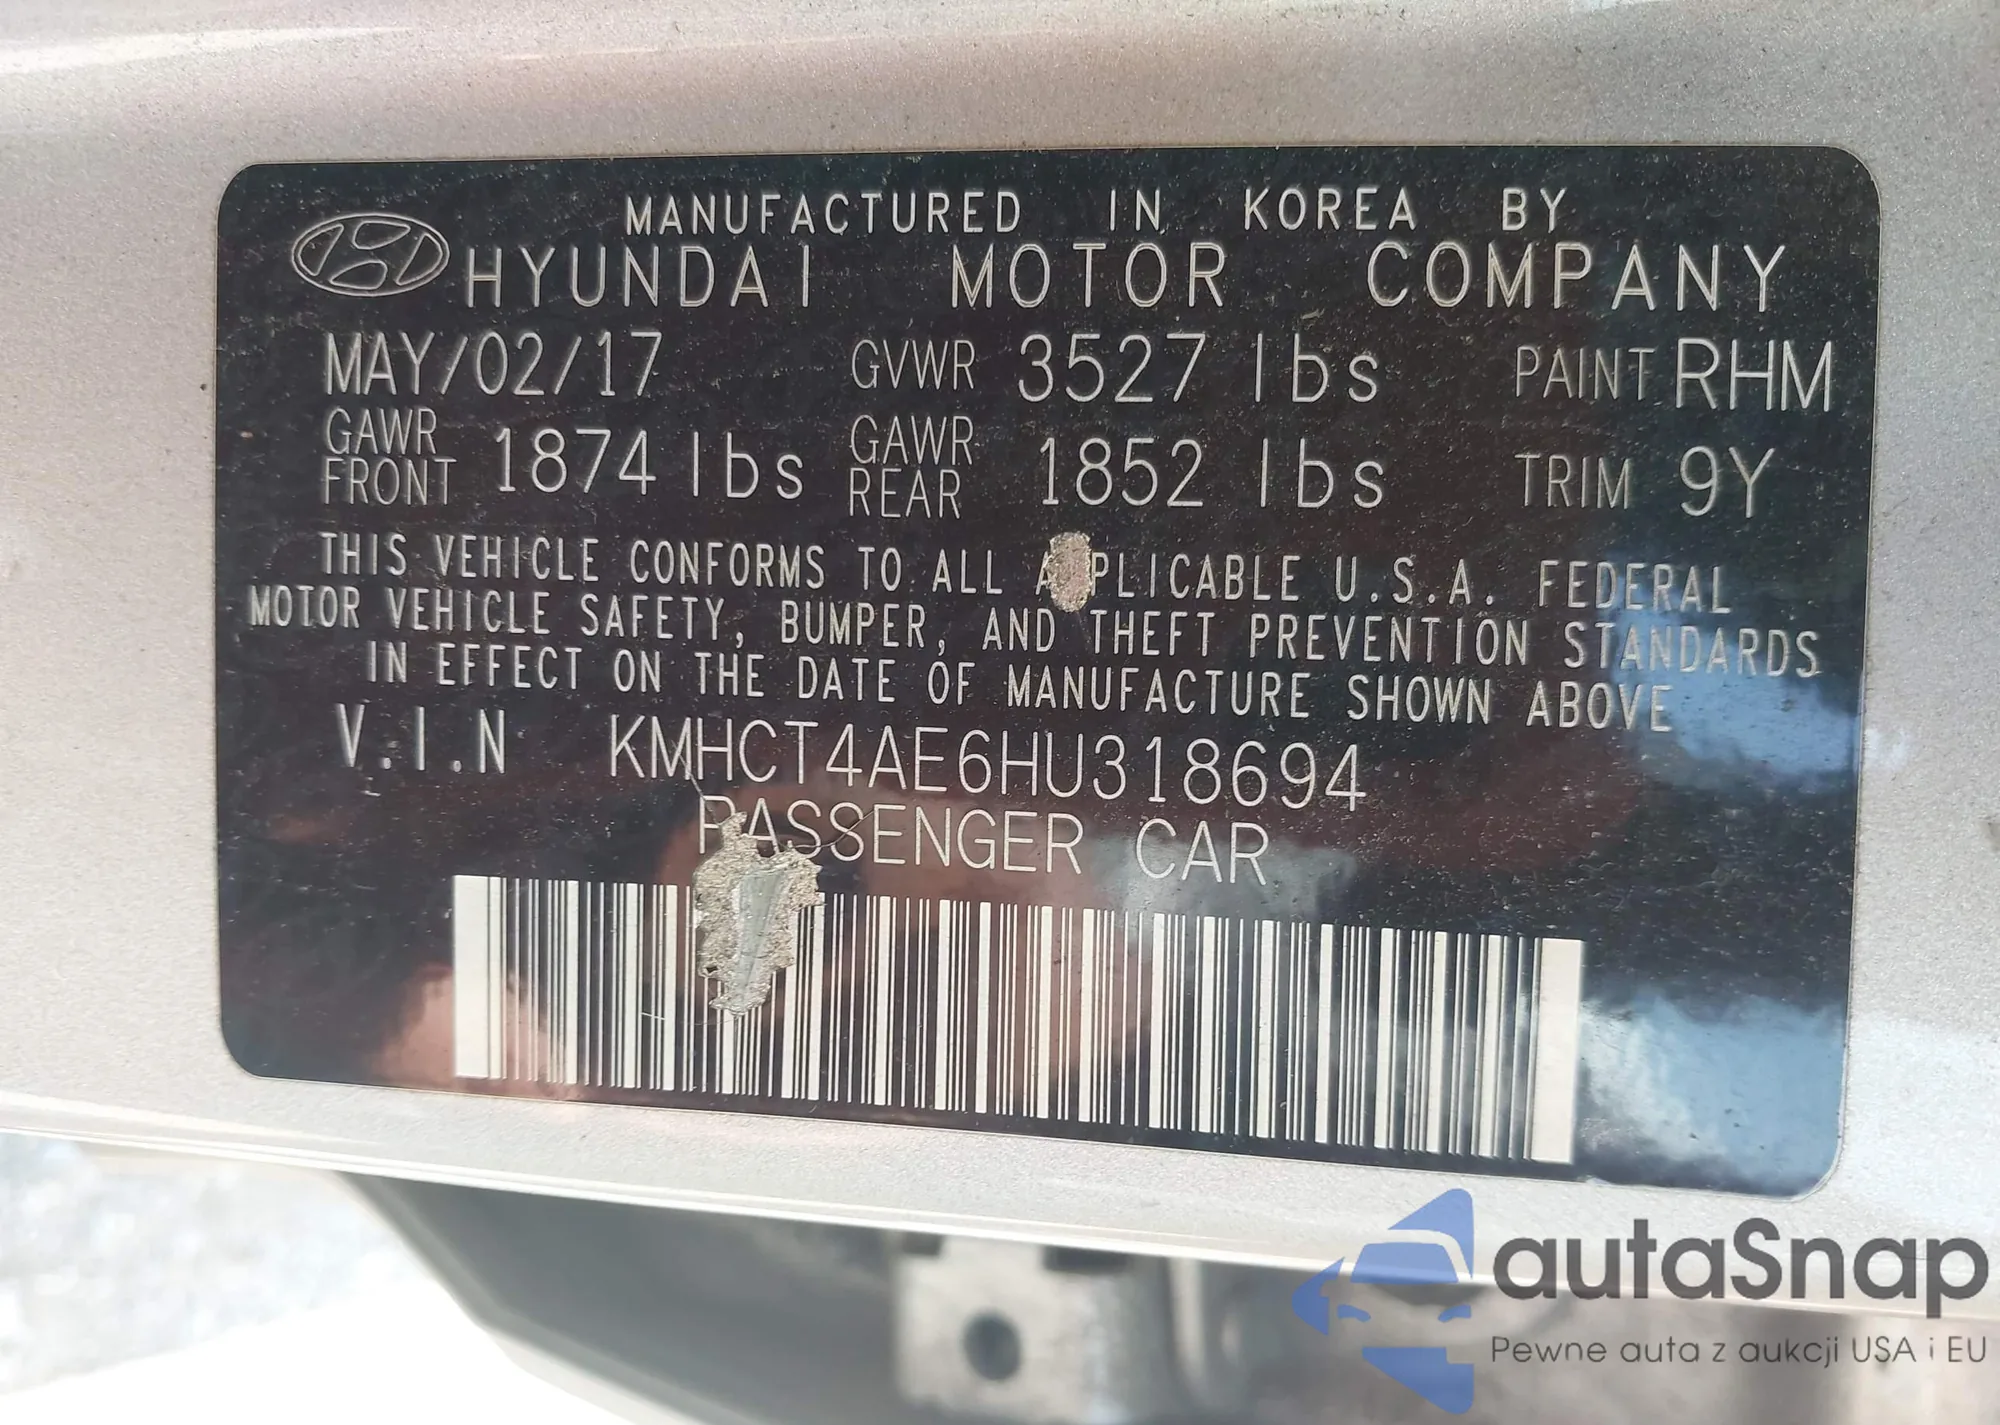 MANUFACTURED IN KOREA BY
HYUNDAI MOTOR COMPANY
MAY/02/17 GVWR 3527 lbs PAINT RHM
GAWR FRONT 1874 lbs GAWR REAR 1852 lbs TRIM 9Y
THIS VEHICLE CONFORMS TO ALL APPLICABLE U.S.A. FEDERAL
MOTOR VEHICLE SAFETY, BUMPER, AND THEFT PREVENTION STANDARDS
IN EFFECT ON THE DATE OF MANUFACTURE SHOWN ABOVE
V.I.N KMHCT4AE6HU318694
PASSENGER CAR
autaSnap
Pewne auta z aukcji USA i EU